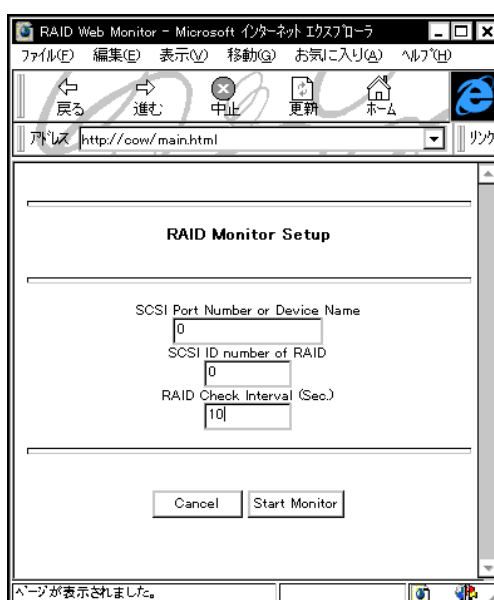 RAID Web Monitor - Microsoft インターネット エクスプローラ
ファイル(F) 編集(E) 表示(V) 移動(G) お気に入り(A) ヘルプ(H)
戻る 進む 中止 更新 ホーム
アドレス http://cow/main.html リンク
RAID Monitor Setup
SCSI Port Number or Device Name
0
SCSI ID number of RAID
0
RAID Check Interval (Sec.)
10
Cancel Start Monitor
ページが表示されました。